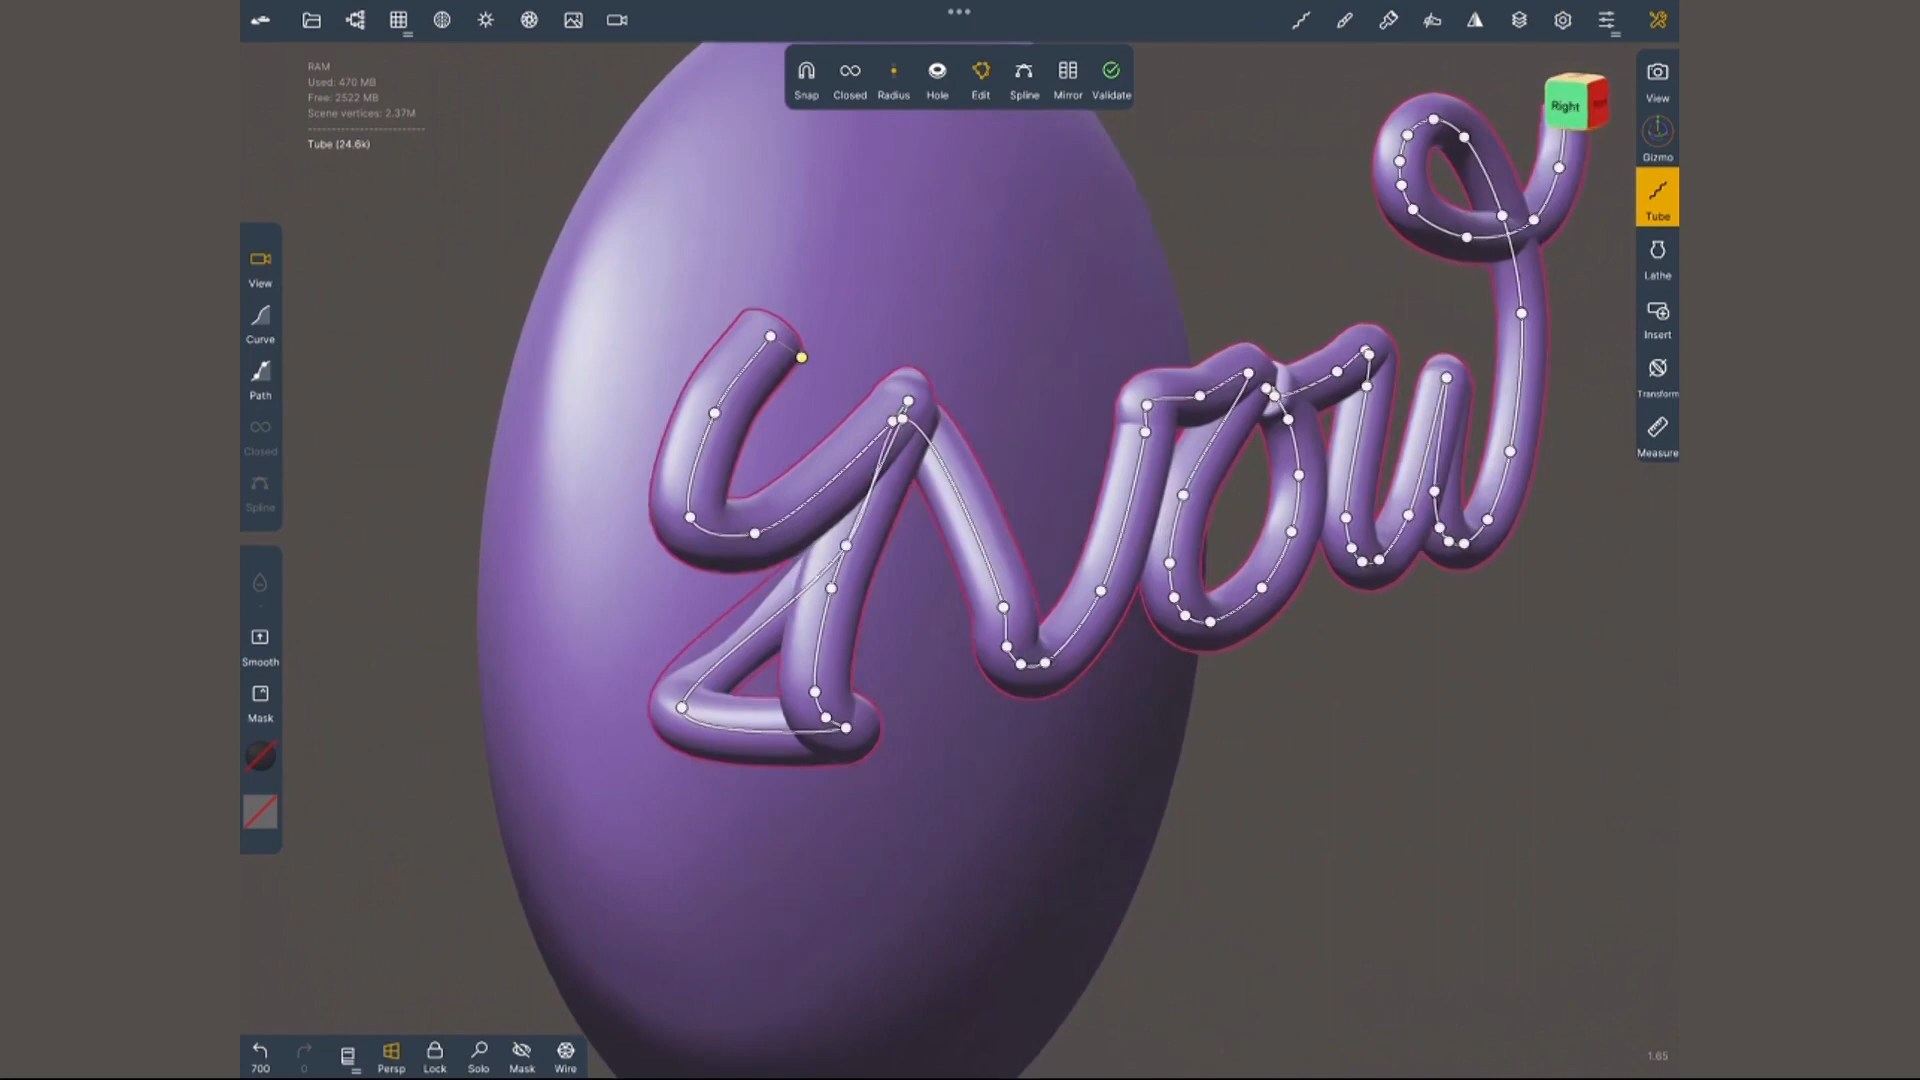 RAM
Used: 470 MB
Free: 2522 MB
Scene vertices: 2.37M
Tube (24.6k)
Snap Closed Radius Hole Edit Spline Mirror Validate
Right
View
Gizmo
Tube
Lathe
Insert
Transform
Measure
View
Curve
Path
Closed
Spline
Smooth
Mask
700 0 Persp Lock Solo Mask Wire
1.65